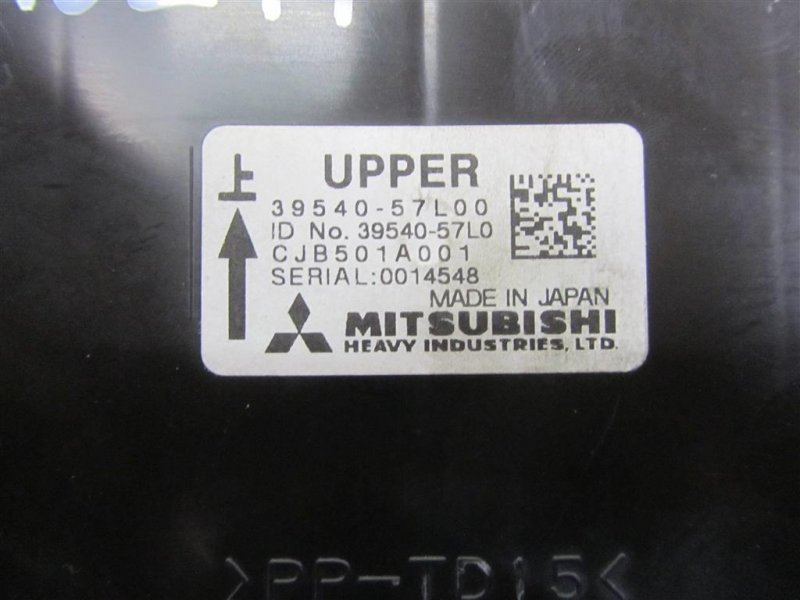 上 UPPER
39540-57L00
ID No. 39540-57L0
CJB501A001
SERIAL:0014548
MADE IN JAPAN
MITSUBISHI
HEAVY INDUSTRIES, LTD.
>PP-TD15<